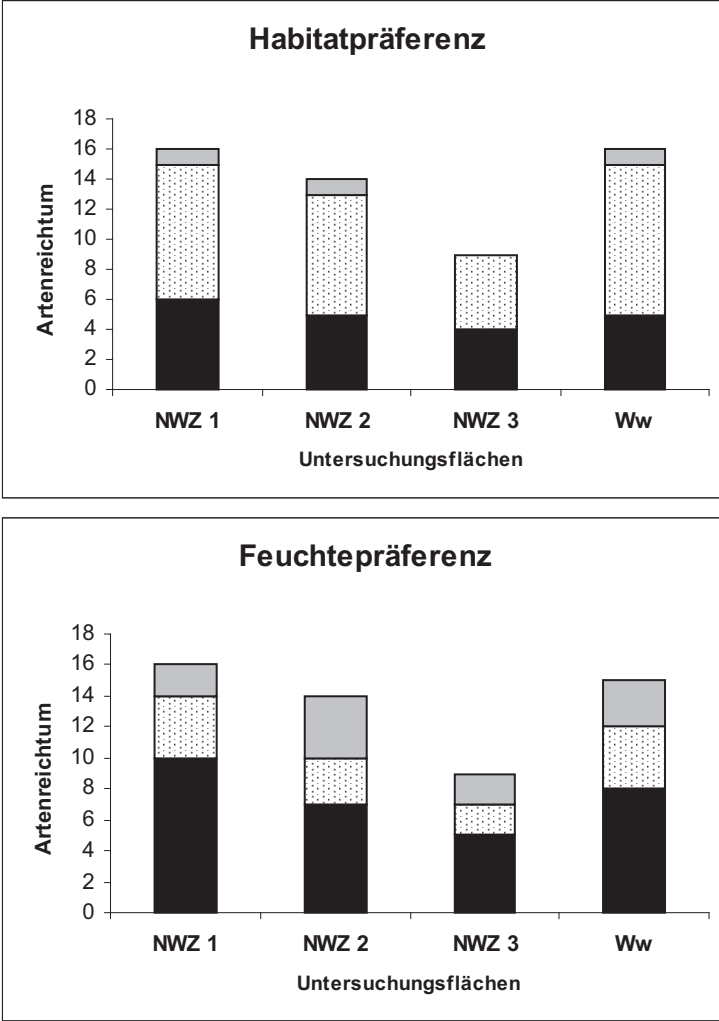 Habitatpräferenz
18
16
14
12
10
8
6
4
2
0
Artenreichtum
NWZ 1 NWZ 2 NWZ 3 Ww
Untersuchungsflächen
Feuchtepräferenz
18
16
14
12
10
8
6
4
2
0
Artenreichtum
NWZ 1 NWZ 2 NWZ 3 Ww
Untersuchungsflächen